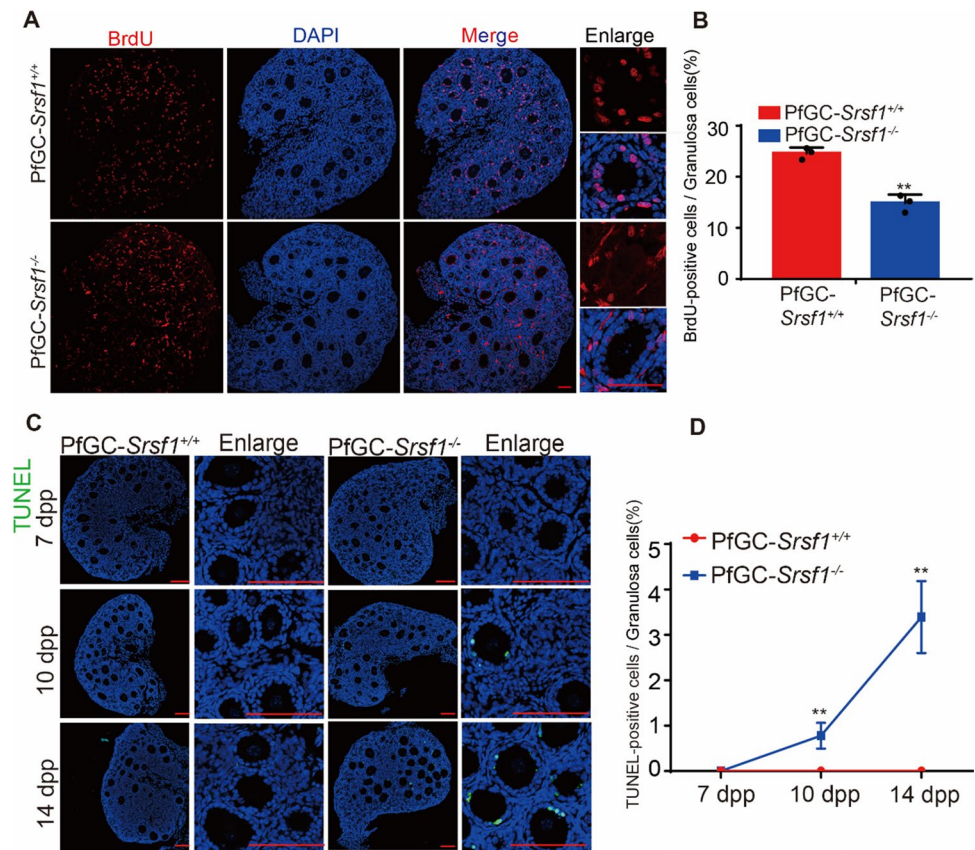 A
BrdU
DAPI
Merge
Enlarge
PfGC-Srsf1+/+
PfGC-Srsf1-/-
B
PfGC-Srsf1+/+
PfGC-Srsf1-/-
BrdU-positive cells / Granulosa cells(%)
30
20
10
0
**
PfGC-
Srsf1+/+
PfGC-
Srsf1-/-
C
PfGC-Srsf1+/+
Enlarge
PfGC-Srsf1-/-
Enlarge
TUNEL
7 dpp
10 dpp
14 dpp
D
PfGC-Srsf1+/+
PfGC-Srsf1-/-
TUNEL-positive cells / Granulosa cells(%)
5
4
3
2
1
0
**
**
7 dpp
10 dpp
14 dpp